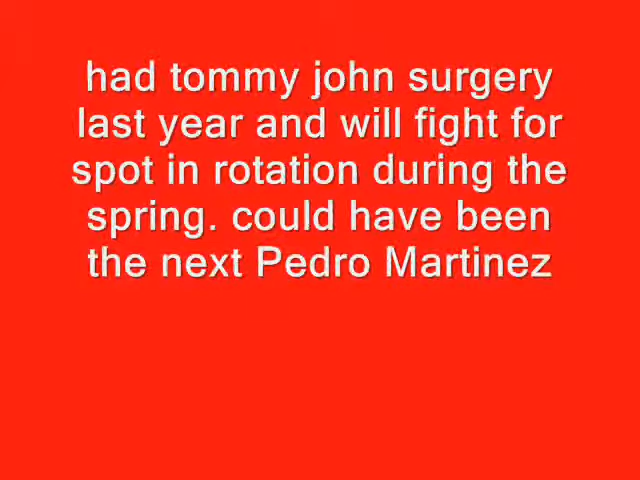 had tommy john surgery
last year and will fight for
spot in rotation during the
spring. could have been
the next Pedro Martinez